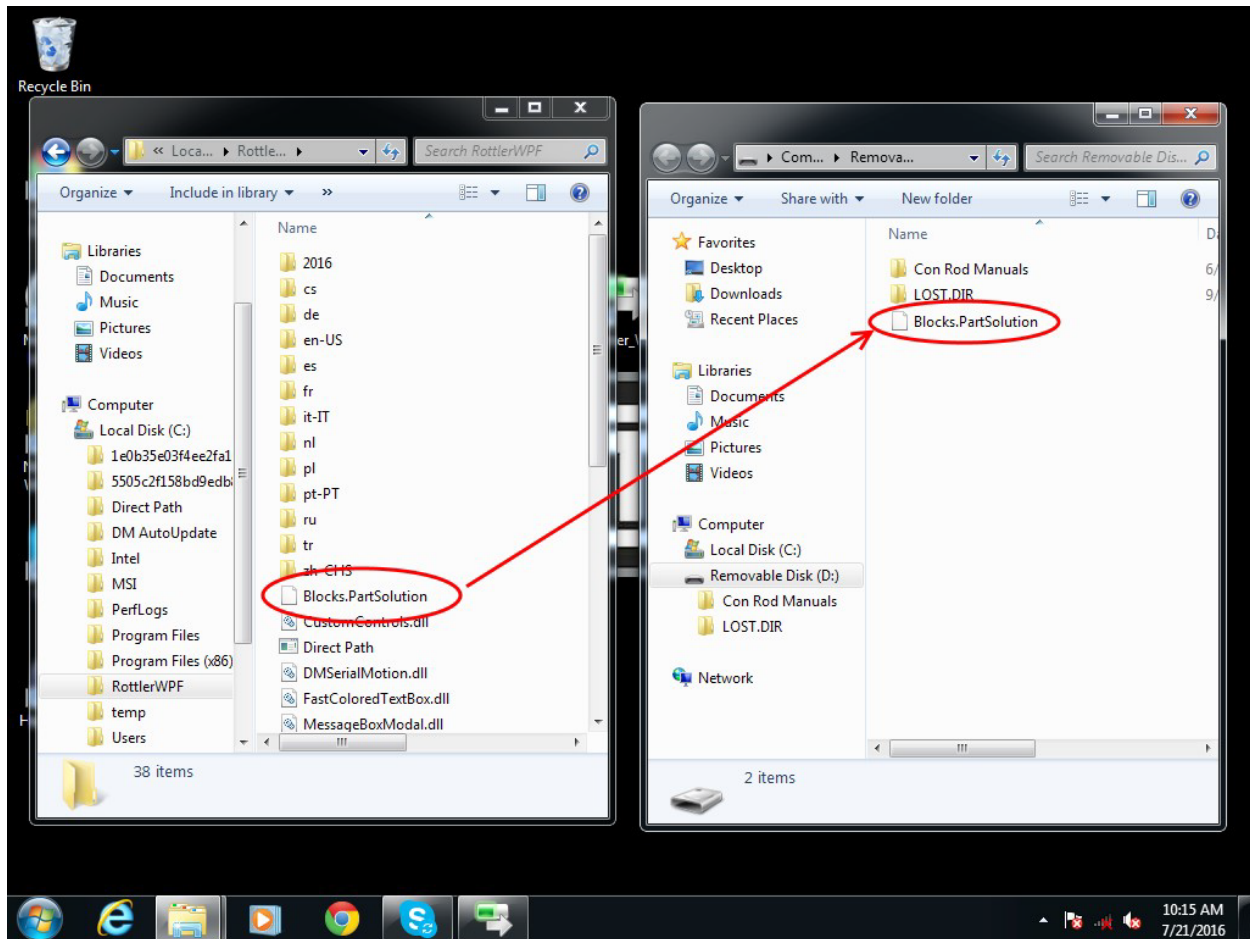 Recycle Bin
« Loca... Rottle...
Search RottlerWPF
Organize
Include in library
»
Name
Libraries
Documents
Music
Pictures
Videos
Computer
Local Disk (C:)
1e0b35e03f4ee2fa1
5505c2f158bd9edb
Direct Path
DM AutoUpdate
Intel
MSI
PerfLogs
Program Files
Program Files (x86)
RottlerWPF
temp
Users
2016
cs
de
en-US
es
fr
it-IT
nl
pl
pt-PT
ru
tr
zh-CHS
Blocks.PartSolution
CustomControls.dll
Direct Path
DMSerialMotion.dll
FastColoredTextBox.dll
MessageBoxModal.dll
38 items
Com... Remova...
Search Removable Dis...
Organize
Share with
New folder
Favorites
Desktop
Downloads
Recent Places
Libraries
Documents
Music
Pictures
Videos
Computer
Local Disk (C:)
Removable Disk (D:)
Con Rod Manuals
LOST.DIR
Network
Name
Con Rod Manuals 6/
LOST.DIR 9/
Blocks.PartSolution
2 items
10:15 AM
7/21/2016